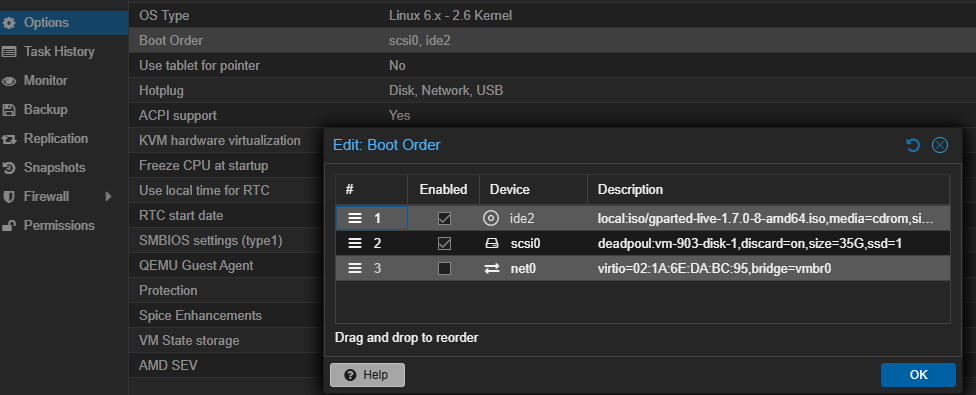 Options
Task History
Monitor
Backup
Replication
Snapshots
Firewall
Permissions
OS Type Linux 6.x - 2.6 Kernel
Boot Order scsi0, ide2
Use tablet for pointer No
Hotplug Disk, Network, USB
ACPI support Yes
KVM hardware virtualization
Freeze CPU at startup
Use local time for RTC
RTC start date
SMBIOS settings (type1)
QEMU Guest Agent
Protection
Spice Enhancements
VM State storage
AMD SEV
Edit: Boot Order
# Enabled Device Description
1 ide2 local:iso/gparted-live-1.7.0-8-amd64.iso,media=cdrom,si...
2 scsi0 deadpoul:vm-903-disk-1,discard=on,size=35G,ssd=1
3 net0 virtio=02:1A:6E:DA:BC:95,bridge=vmbr0
Drag and drop to reorder
Help
OK